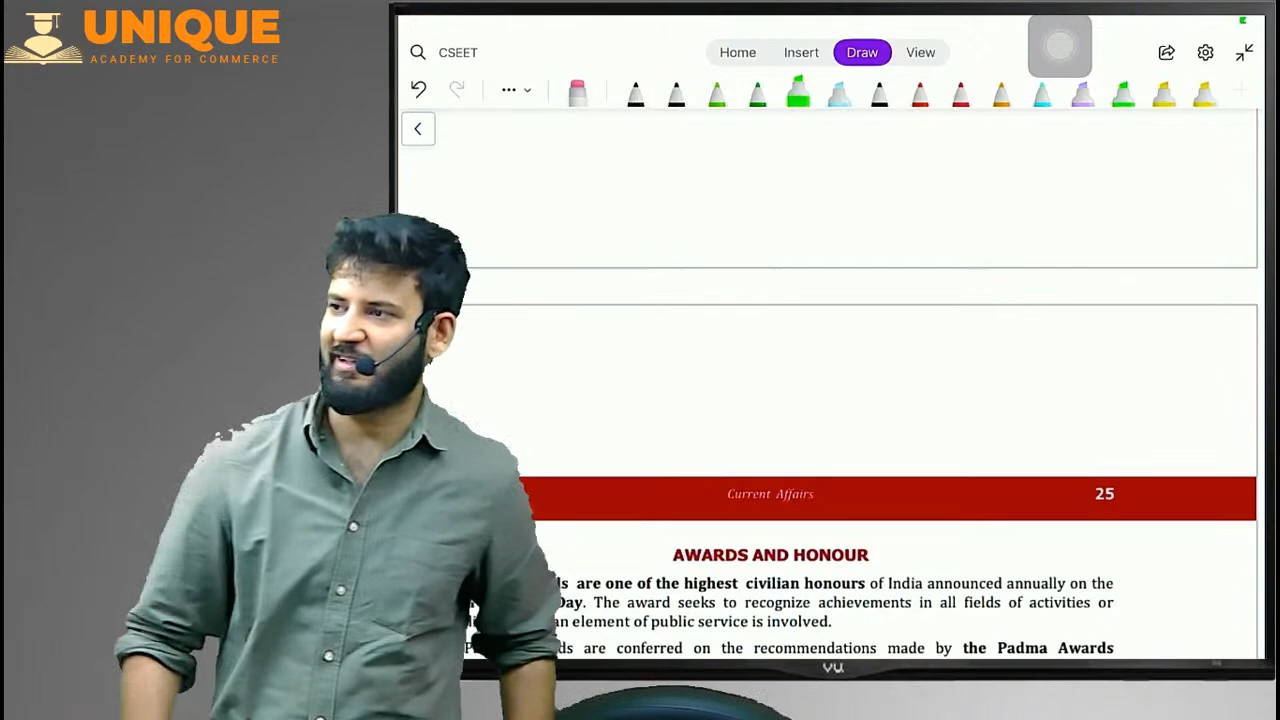 UNIQUE
ACADEMY FOR COMMERCE
CSEET
Home Insert Draw View
Current Affairs 25
AWARDS AND HONOUR
are one of the highest civilian honours of India announced annually on the
Day. The award seeks to recognize achievements in all fields of activities or
an element of public service is involved.
are conferred on the recommendations made by the Padma Awards
vu